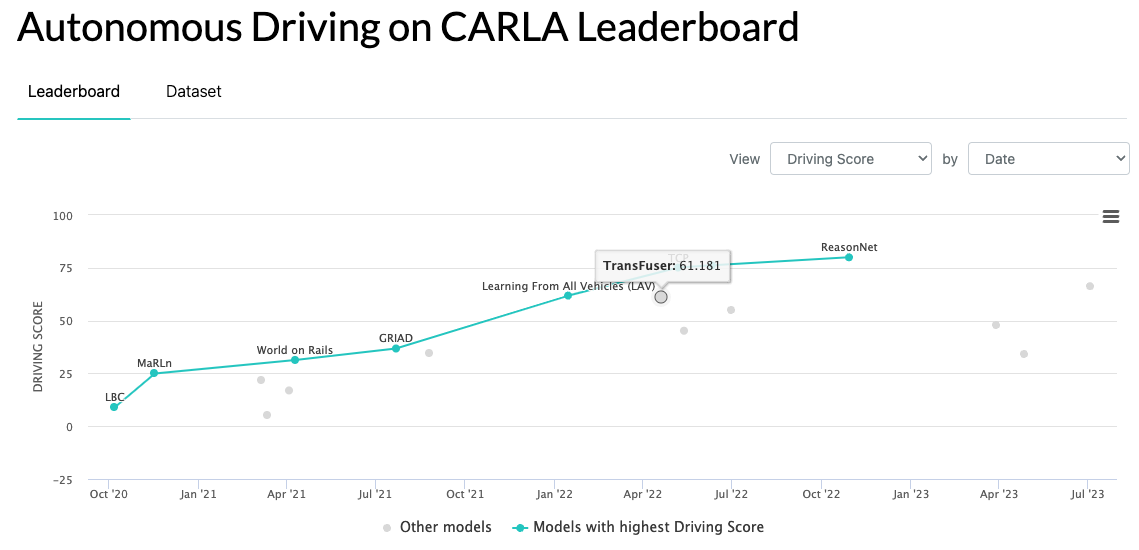 Autonomous Driving on CARLA Leaderboard
Leaderboard Dataset
View Driving Score by Date
100
75
50
25
0
−25
DRIVING SCORE
ReasonNet
TCP
TransFuser: 61.181
Learning From All Vehicles (LAV)
GRIAD
World on Rails
MaRLn
LBC
Oct '20 Jan '21 Apr '21 Jul '21 Oct '21 Jan '22 Apr '22 Jul '22 Oct '22 Jan '23 Apr '23 Jul '23
Other models Models with highest Driving Score